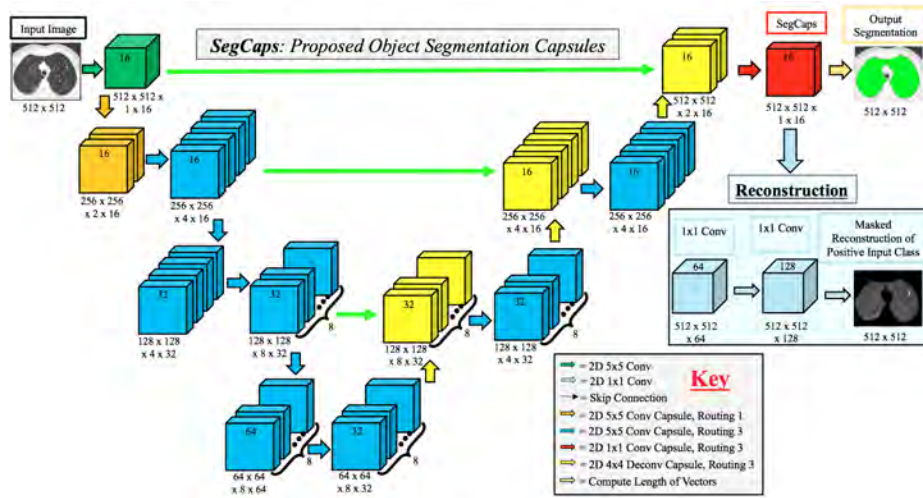 Input Image
512 x 512
16
512 x 512 x
1 x 16
SegCaps: Proposed Object Segmentation Capsules
16
512 x 512
x 2 x 16
SegCaps
16
512 x 512 x
1 x 16
Output
Segmentation
512 x 512
16
256 x 256
x 2 x 16
16
256 x 256
x 4 x 16
16
256 x 256
x 4 x 16
16
256 x 256
x 4 x 16
32
128 x 128
x 4 x 32
32
128 x 128
x 8 x 32
8
32
128 x 128
x 8 x 32
8
32
128 x 128
x 4 x 32
8
64
64 x 64
x 8 x 64
8
32
64 x 64
x 8 x 32
8
Reconstruction
1x1 Conv
64
512 x 512
x 64
1x1 Conv
128
512 x 512
x 128
Masked
Reconstruction of
Positive Input Class
512 x 512
Key
= 2D 5x5 Conv
= 2D 1x1 Conv
= Skip Connection
= 2D 5x5 Conv Capsule, Routing 1
= 2D 5x5 Conv Capsule, Routing 3
= 2D 1x1 Conv Capsule, Routing 3
= 2D 4x4 Deconv Capsule, Routing 3
= Compute Length of Vectors